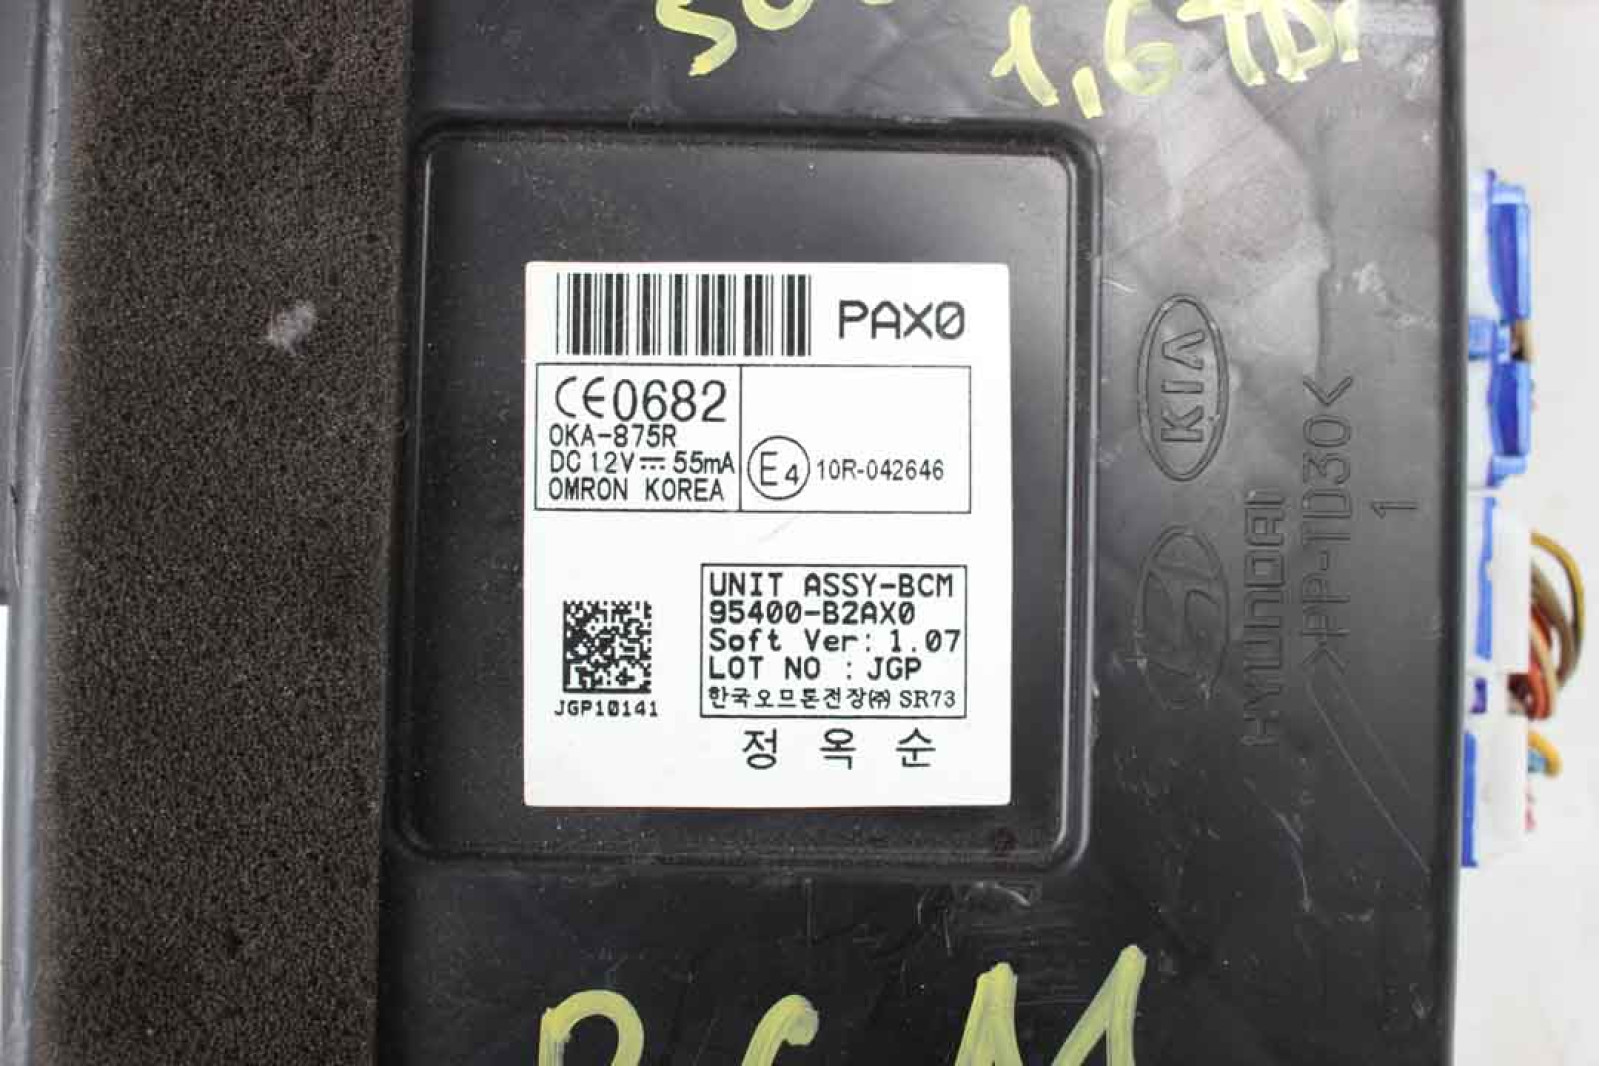 1,6 TDI
PAX0
CE0682
OKA-875R
DC 12V 55mA
OMRON KOREA
E4 10R-042646
UNIT ASSY-BCM
95400-B2AX0
Soft Ver: 1.07
LOT NO : JGP
한국오므론전장㈜ SR73
JGP10141
정 옥 순
KIA
HYUNDAI
>PP-TD30<
1
BCM